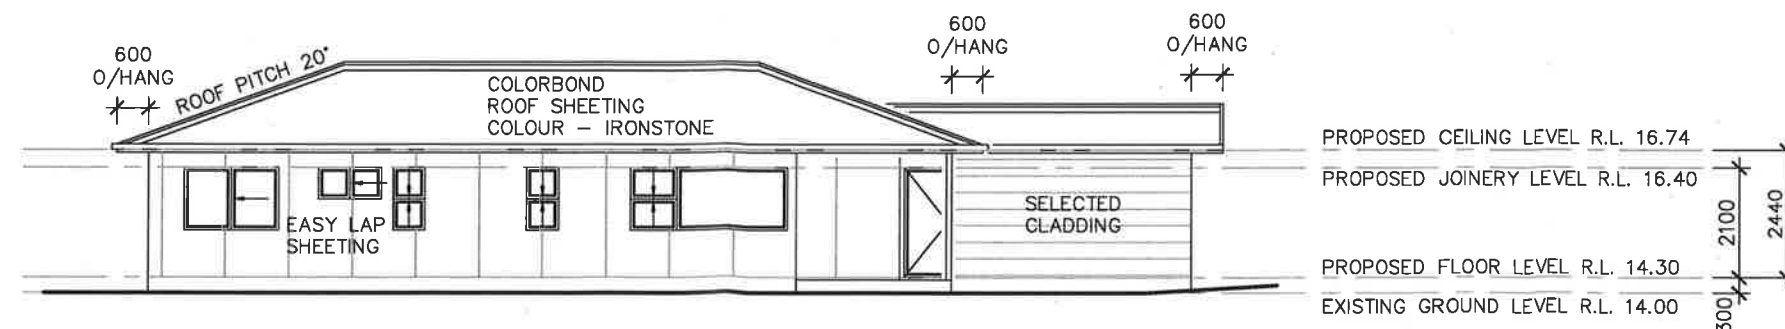 600
O/HANG
ROOF PITCH 20°
COLORBOND
ROOF SHEETING
COLOUR – IRONSTONE
600
O/HANG
600
O/HANG
PROPOSED CEILING LEVEL R.L. 16.74
PROPOSED JOINERY LEVEL R.L. 16.40
EASY LAP
SHEETING
SELECTED
CLADDING
2100
2440
PROPOSED FLOOR LEVEL R.L. 14.30
EXISTING GROUND LEVEL R.L. 14.00
300